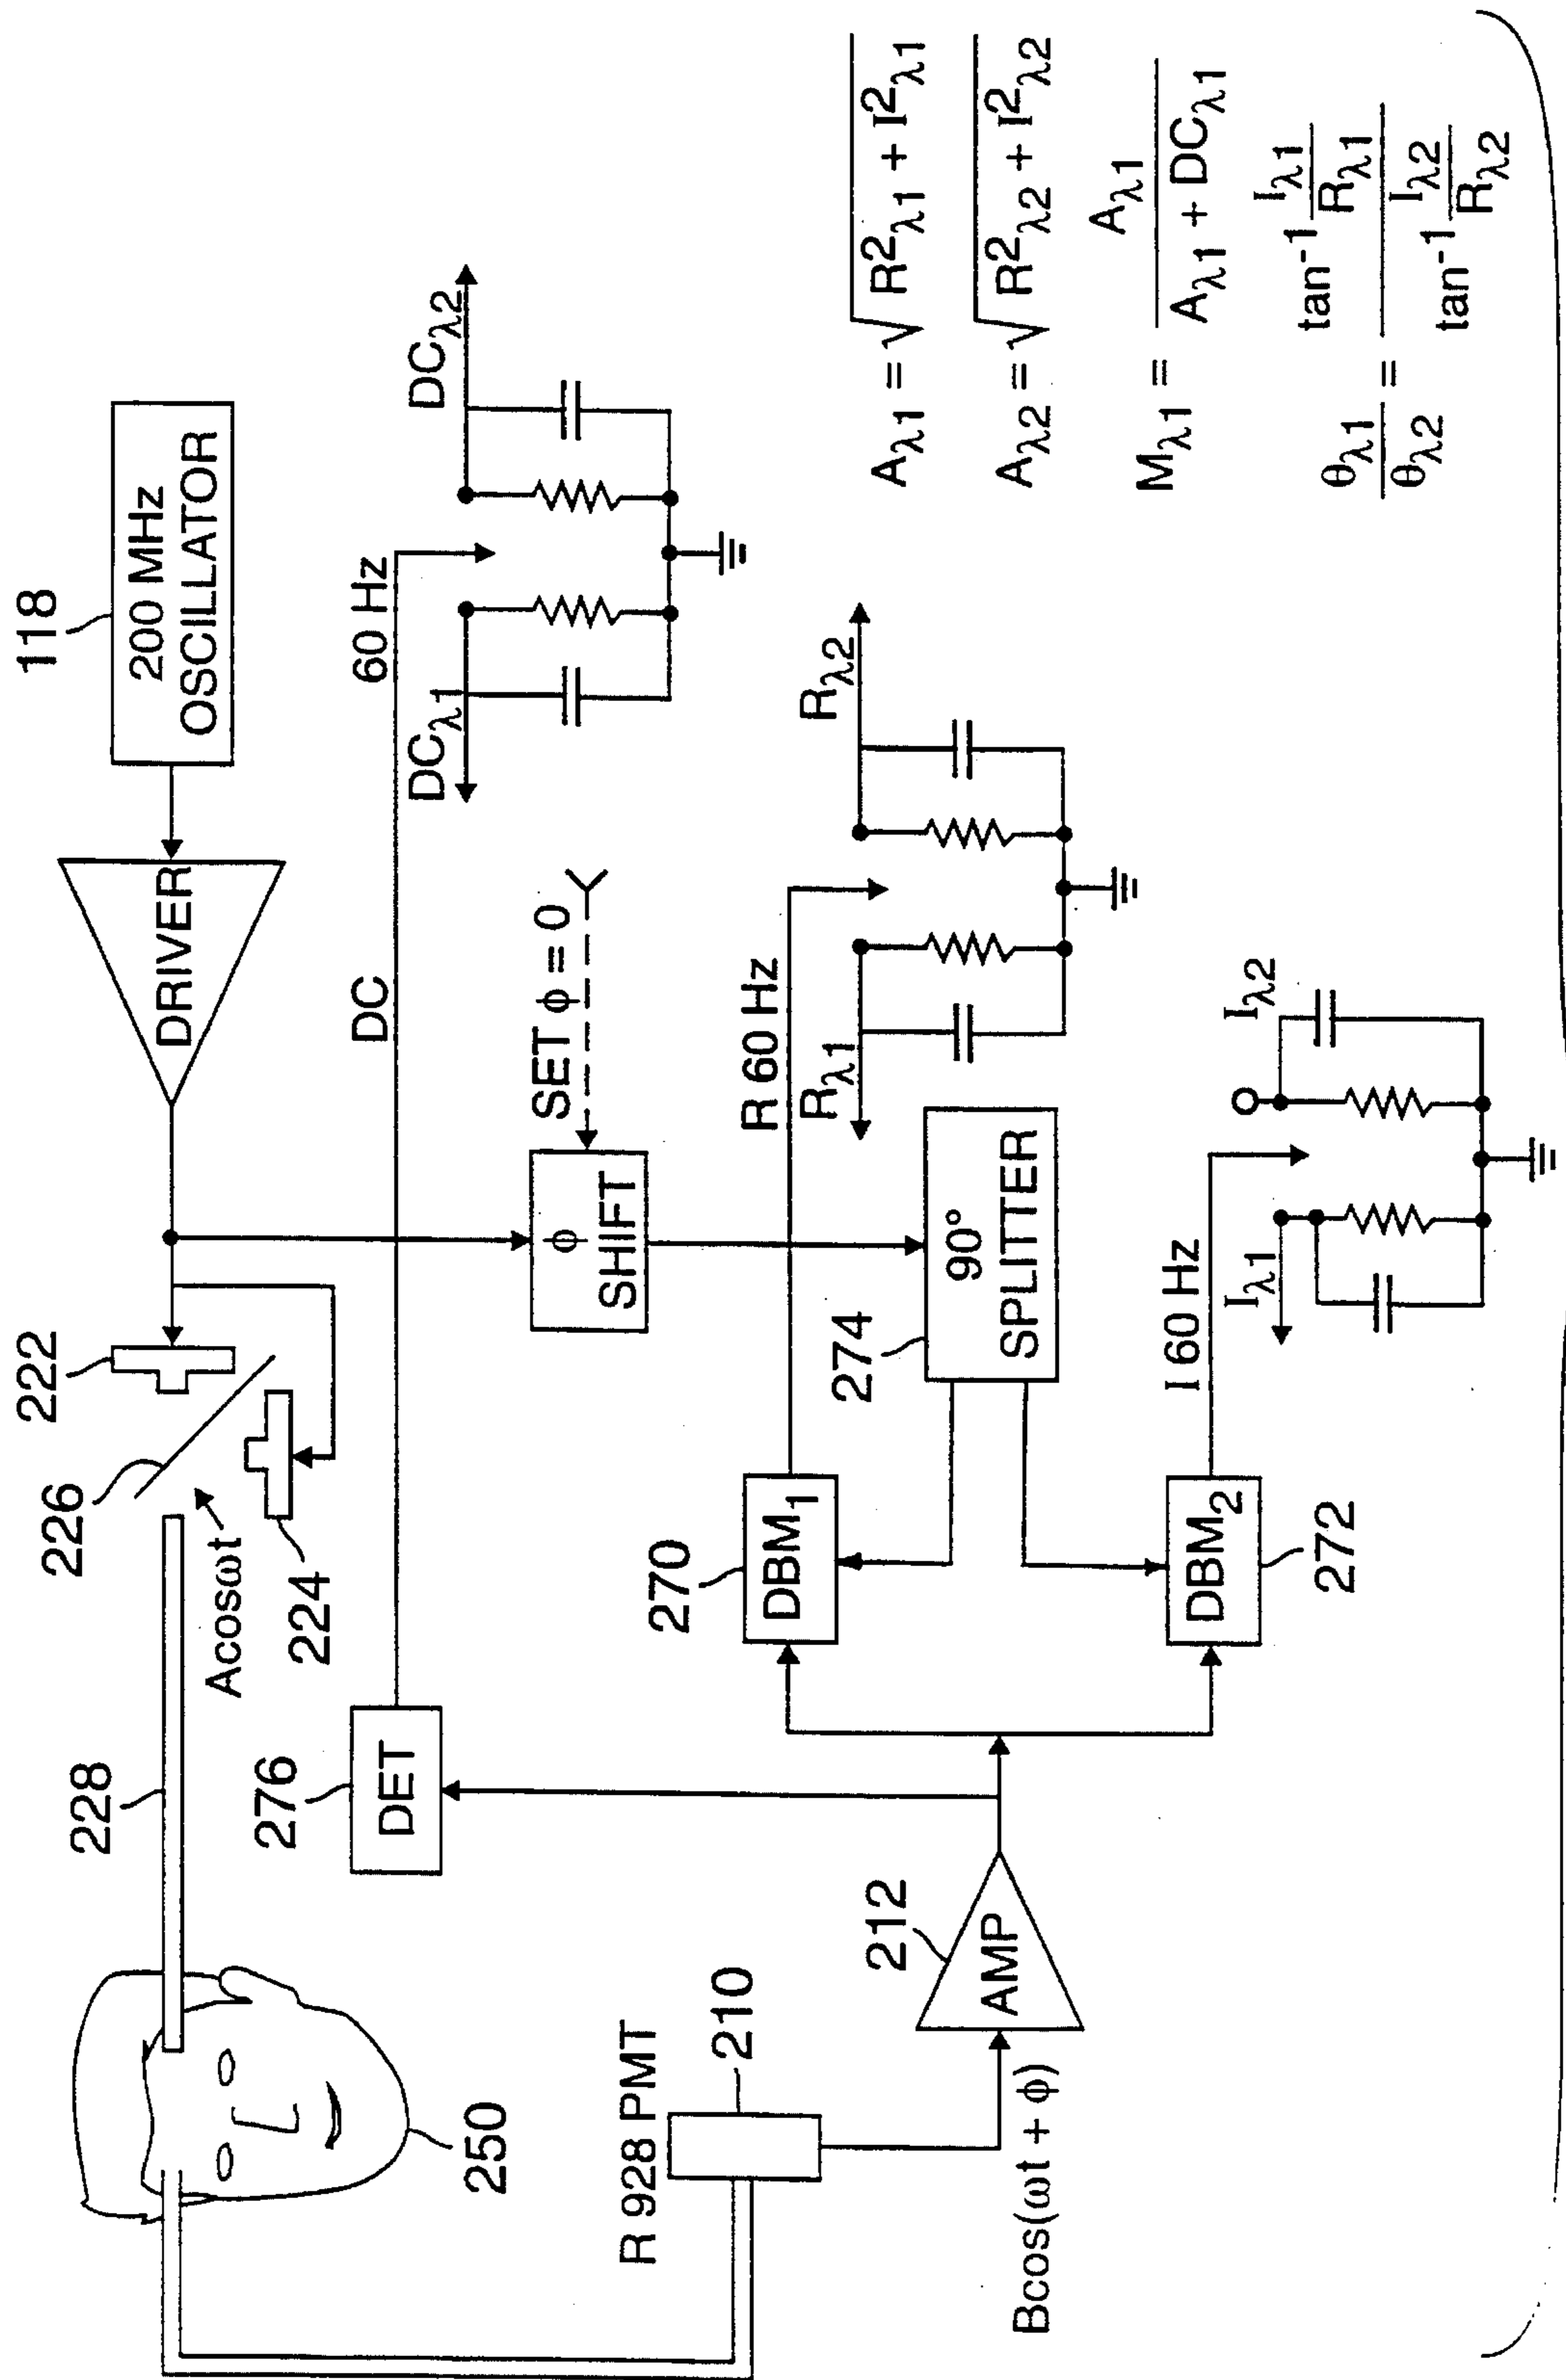 118
200 MHz
OSCILLATOR
DRIVER
222
226
Acosωt
224
228
250
276
DET
DC
60 Hz
DCλ1
DCλ2
SET ϕ = 0
ϕ
SHIFT
R 928 PMT
210
Bcos(ωt + ϕ)
212
AMP
270
DBM1
R 60 Hz
Rλ1
Rλ2
274
90°
SPLITTER
DBM2
272
I 60 Hz
Iλ1
Iλ2
Aλ1 = √R²λ1 + I²λ1
Aλ2 = √R²λ2 + I²λ2
Mλ1 = Aλ1 / Aλ1 + DCλ1
θλ1 / θλ2 = tan⁻¹ Iλ1 / Rλ1 / tan⁻¹ Iλ2 / Rλ2